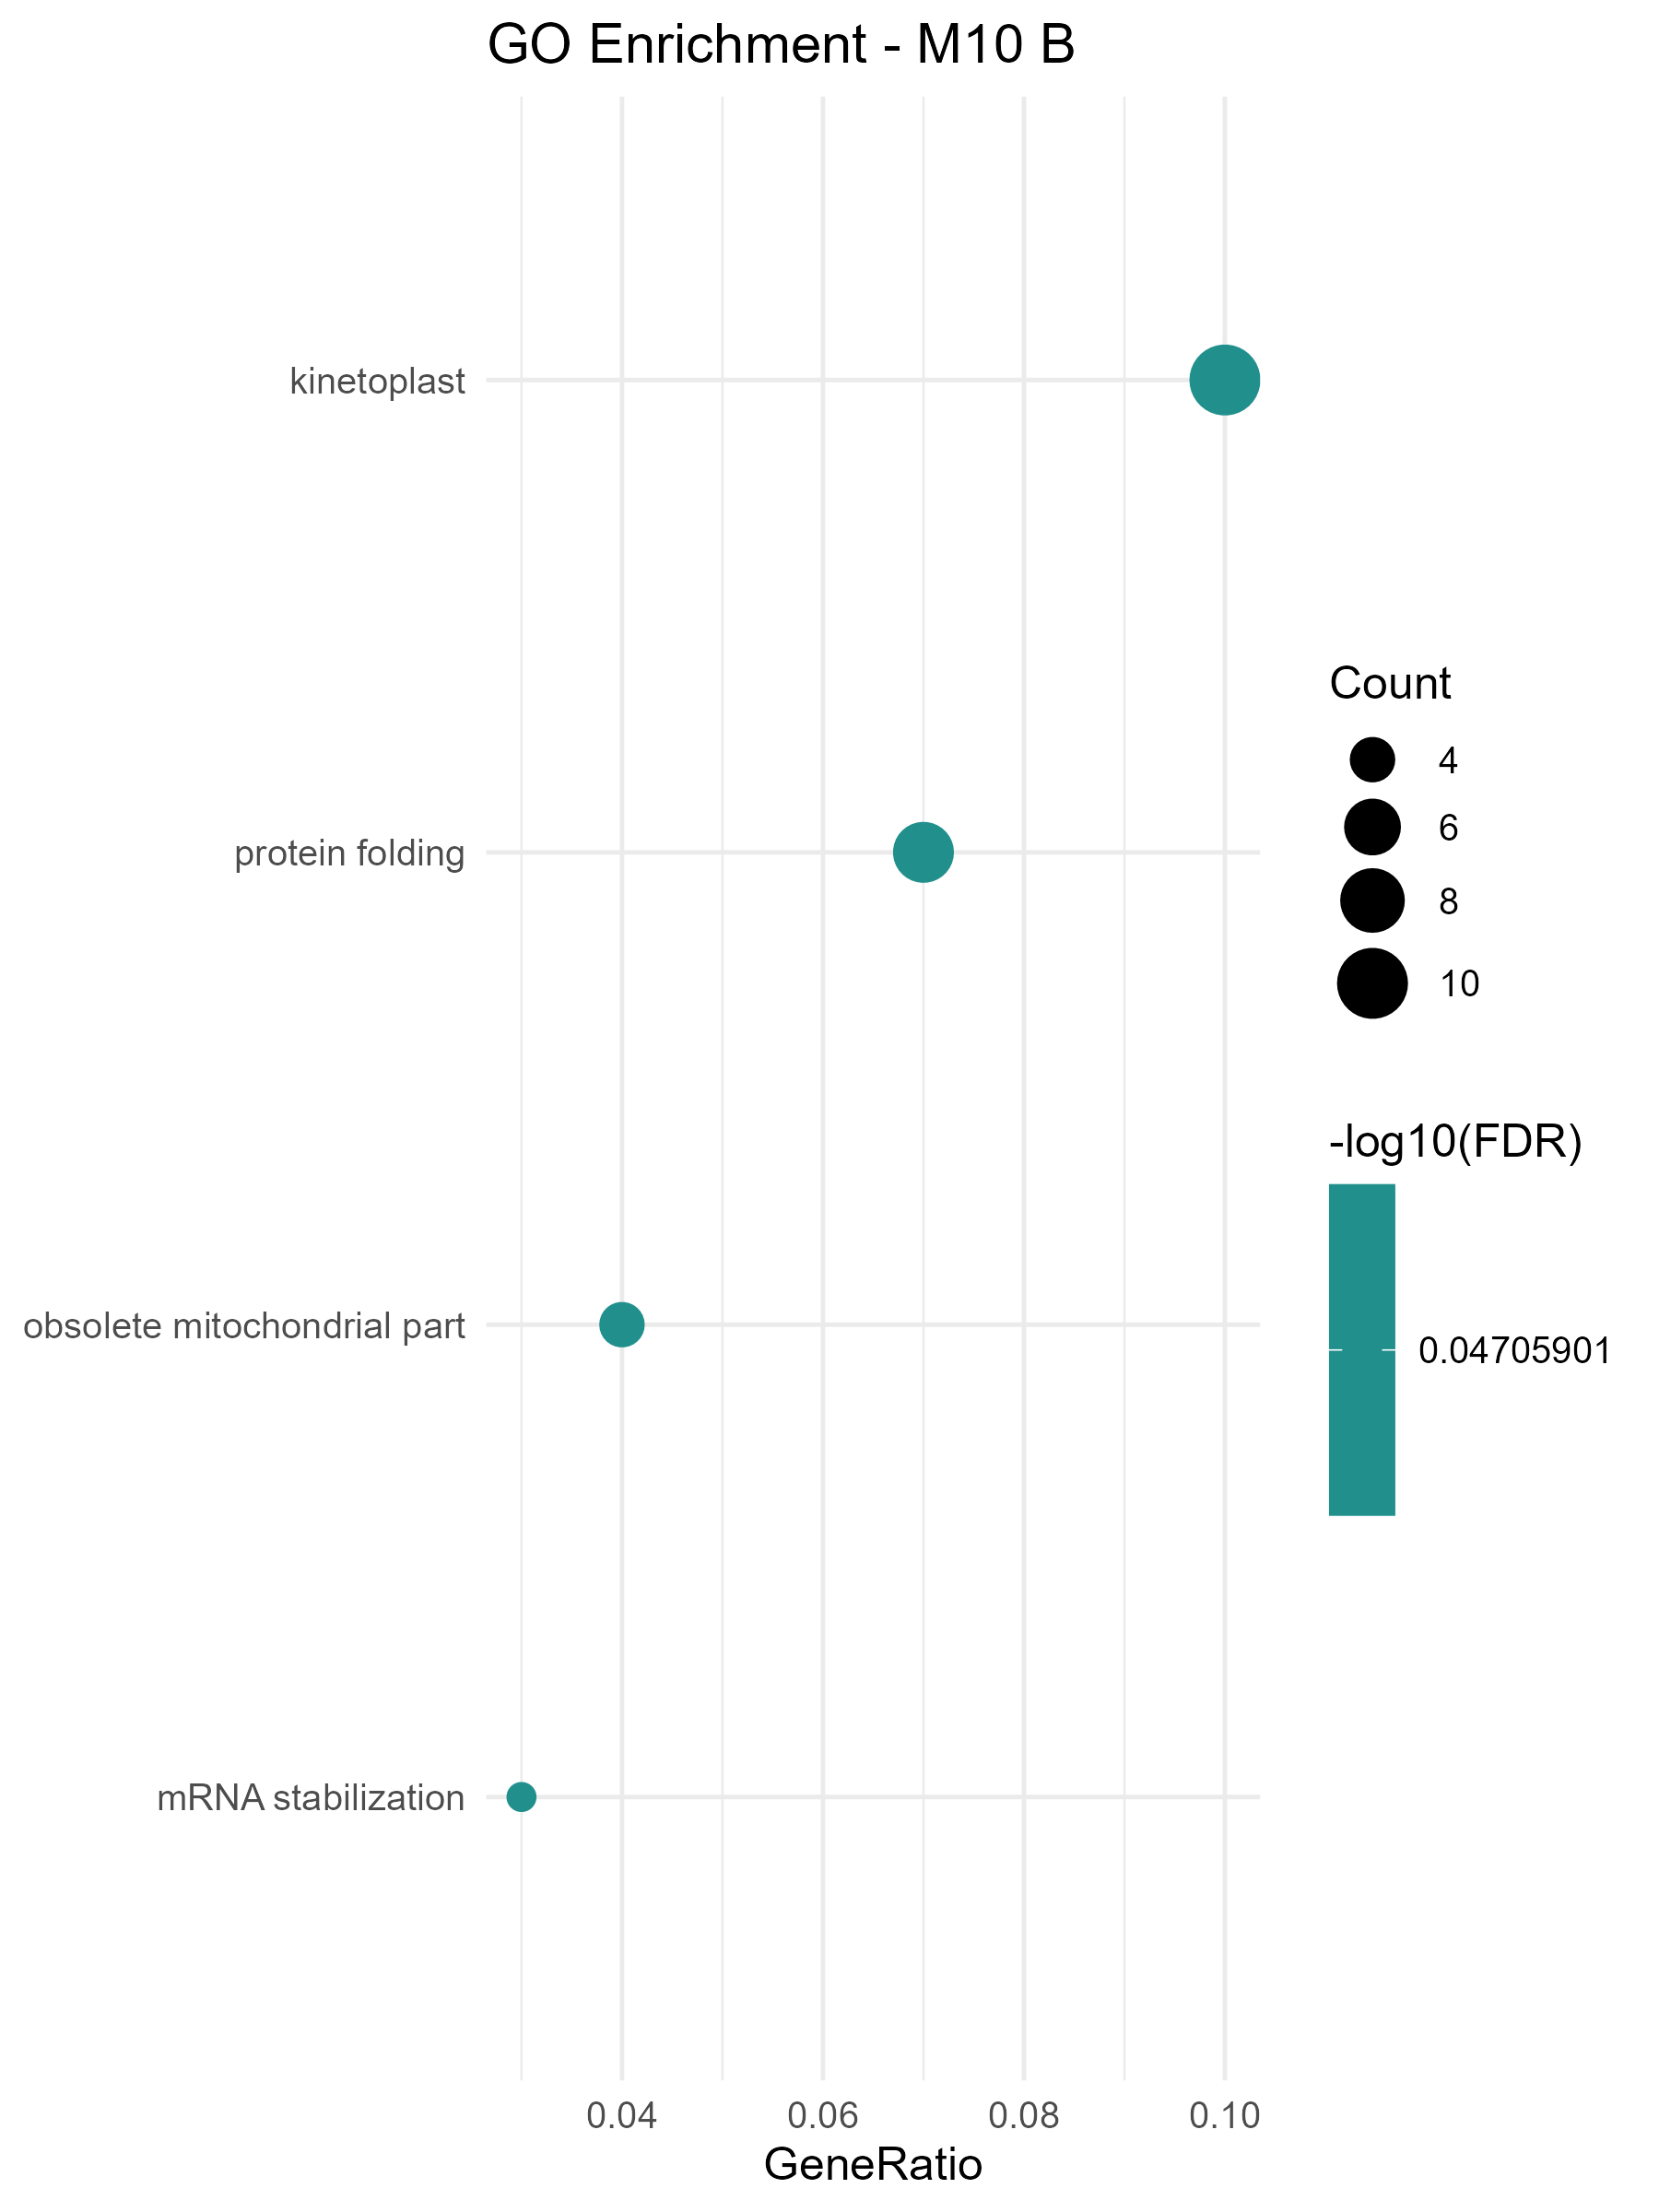 GO Enrichment - M10 B
kinetoplast
protein folding
obsolete mitochondrial part
mRNA stabilization
0.04
0.06
0.08
0.10
GeneRatio
Count
4
6
8
10
-log10(FDR)
0.04705901